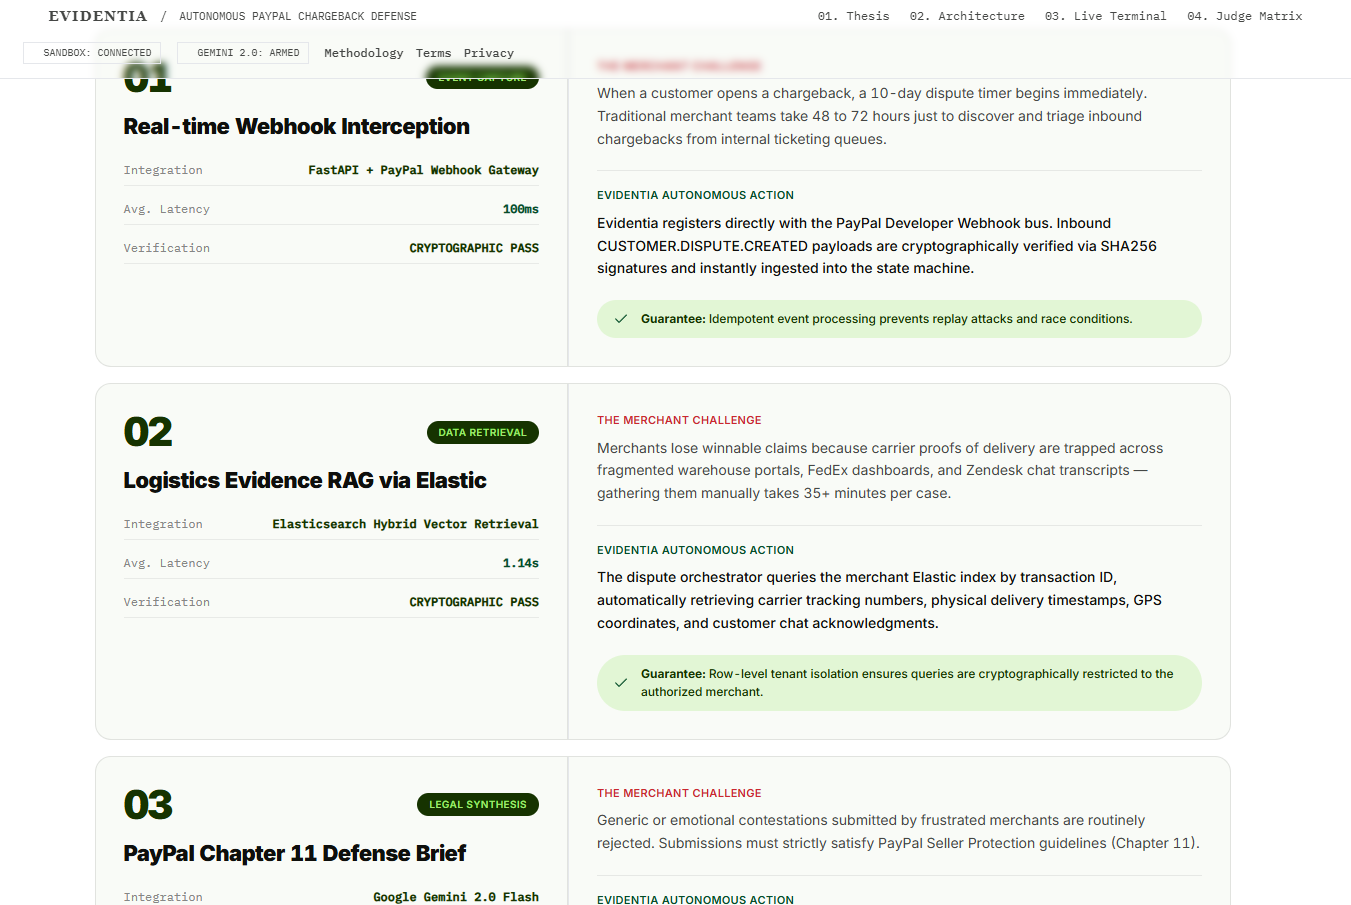 EVIDENTIA / AUTONOMOUS PAYPAL CHARGEBACK DEFENSE
01. Thesis 02. Architecture 03. Live Terminal 04. Judge Matrix
SANDBOX: CONNECTED GEMINI 2.0: ARMED Methodology Terms Privacy
01
Real-time Webhook Interception
Integration FastAPI + PayPal Webhook Gateway
Avg. Latency 100ms
Verification CRYPTOGRAPHIC PASS
THE MERCHANT CHALLENGE
When a customer opens a chargeback, a 10-day dispute timer begins immediately.
Traditional merchant teams take 48 to 72 hours just to discover and triage inbound
chargebacks from internal ticketing queues.
EVIDENTIA AUTONOMOUS ACTION
Evidentia registers directly with the PayPal Developer Webhook bus. Inbound
CUSTOMER.DISPUTE.CREATED payloads are cryptographically verified via SHA256
signatures and instantly ingested into the state machine.
Guarantee: Idempotent event processing prevents replay attacks and race conditions.
02
DATA RETRIEVAL
Logistics Evidence RAG via Elastic
Integration Elasticsearch Hybrid Vector Retrieval
Avg. Latency 1.14s
Verification CRYPTOGRAPHIC PASS
THE MERCHANT CHALLENGE
Merchants lose winnable claims because carrier proofs of delivery are trapped across
fragmented warehouse portals, FedEx dashboards, and Zendesk chat transcripts —
gathering them manually takes 35+ minutes per case.
EVIDENTIA AUTONOMOUS ACTION
The dispute orchestrator queries the merchant Elastic index by transaction ID,
automatically retrieving carrier tracking numbers, physical delivery timestamps, GPS
coordinates, and customer chat acknowledgments.
Guarantee: Row-level tenant isolation ensures queries are cryptographically restricted to the
authorized merchant.
03
LEGAL SYNTHESIS
PayPal Chapter 11 Defense Brief
Integration Google Gemini 2.0 Flash
THE MERCHANT CHALLENGE
Generic or emotional contestations submitted by frustrated merchants are routinely
rejected. Submissions must strictly satisfy PayPal Seller Protection guidelines (Chapter 11).
EVIDENTIA AUTONOMOUS ACTION